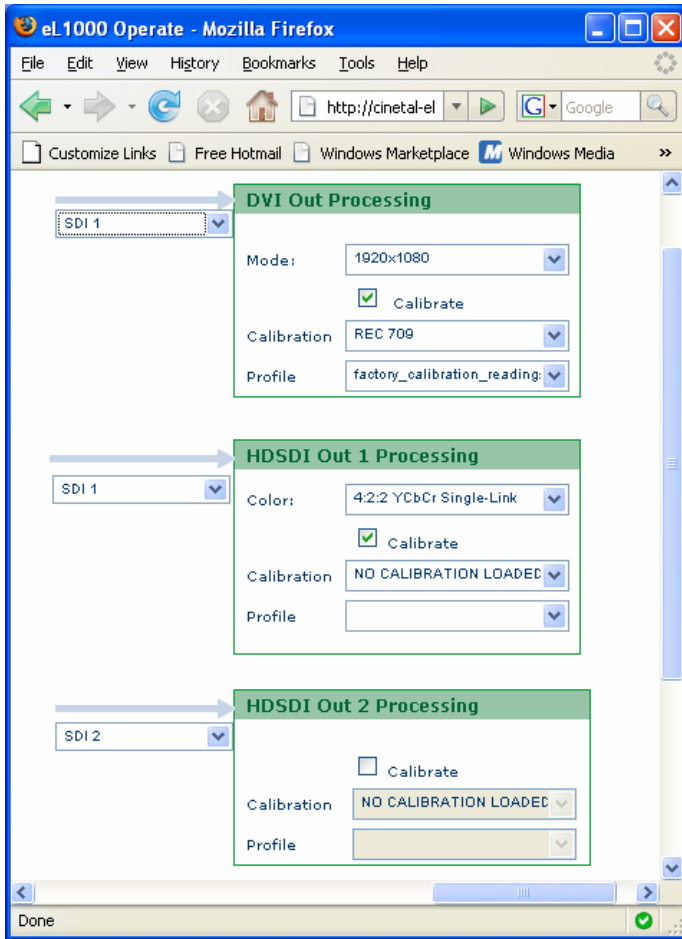 eL1000 Operate - Mozilla Firefox
File Edit View History Bookmarks Tools Help
http://cinetal-el G Google
Customize Links Free Hotmail Windows Marketplace M Windows Media »
DVI Out Processing
SDI 1
Mode: 1920x1080
Calibrate
Calibration REC 709
Profile factory_calibration_reading:
HDSDI Out 1 Processing
SDI 1
Color: 4:2:2 YCbCr Single-Link
Calibrate
Calibration NO CALIBRATION LOADED
Profile
HDSDI Out 2 Processing
SDI 2
Calibrate
Calibration NO CALIBRATION LOADED
Profile
Done